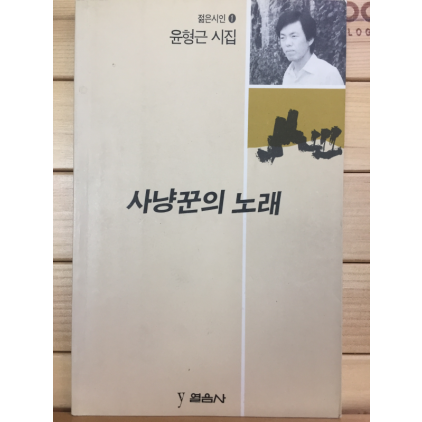 젊은시인 1
윤형근 시집
사냥꾼의 노래
y 열음사